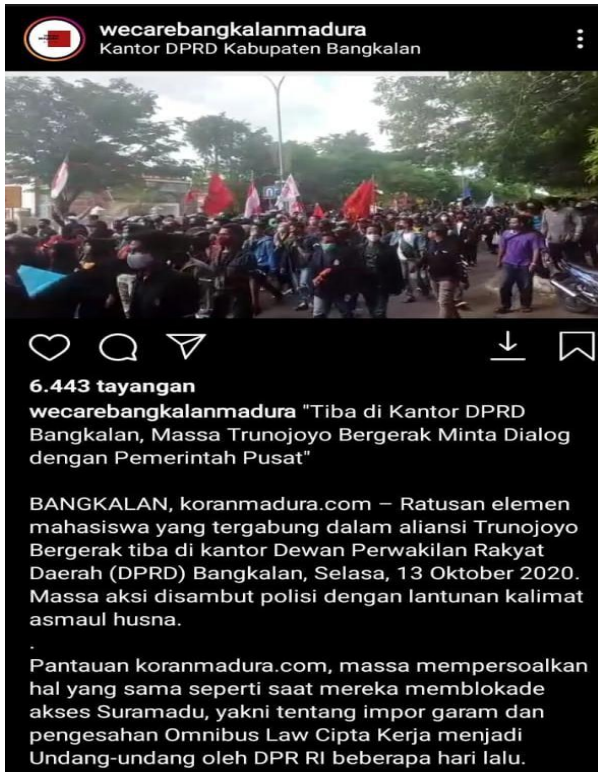 wecarebangkalanmadura
Kantor DPRD Kabupaten Bangkalan
6.443 tayangan
wecarebangkalanmadura "Tiba di Kantor DPRD
Bangkalan, Massa Trunojoyo Bergerak Minta Dialog
dengan Pemerintah Pusat"
BANGKALAN, koranmadura.com – Ratusan elemen
mahasiswa yang tergabung dalam aliansi Trunojoyo
Bergerak tiba di kantor Dewan Perwakilan Rakyat
Daerah (DPRD) Bangkalan, Selasa, 13 Oktober 2020.
Massa aksi disambut polisi dengan lantunan kalimat
asmaul husna.
.
Pantauan koranmadura.com, massa mempersoalkan
hal yang sama seperti saat mereka memblokade
akses Suramadu, yakni tentang impor garam dan
pengesahan Omnibus Law Cipta Kerja menjadi
Undang-undang oleh DPR RI beberapa hari lalu.